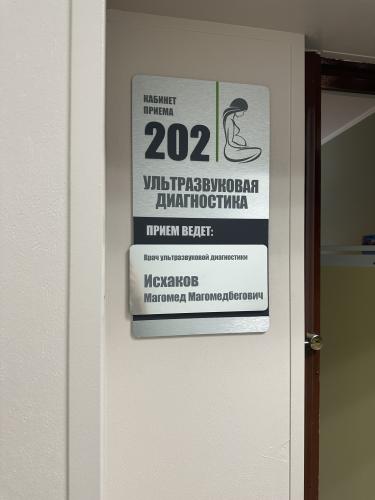 КАБИНЕТ
ПРИЕМА
202
УЛЬТРАЗВУКОВАЯ
ДИАГНОСТИКА
ПРИЕМ ВЕДЕТ:
Врач ультразвуковой диагностики
Исхаков
Магомед Магомедбегович